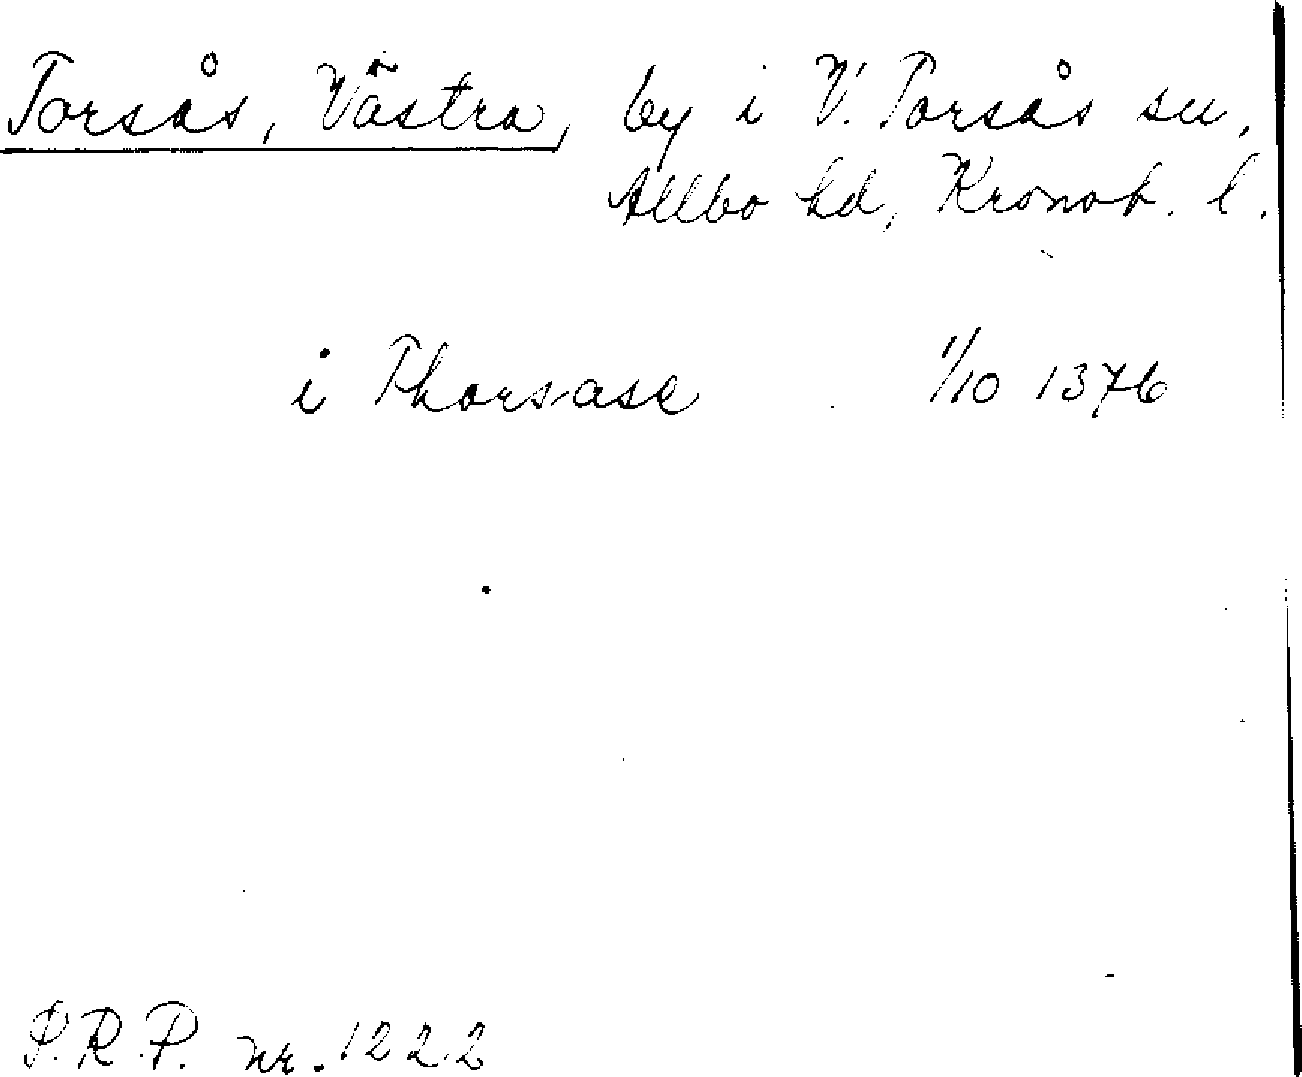 Torsås, Västra, by i V. Torsås sn,
Allbo hd, Kronob. l.
i Thorsase 1/10 1376
S.R.P. nr. 1222